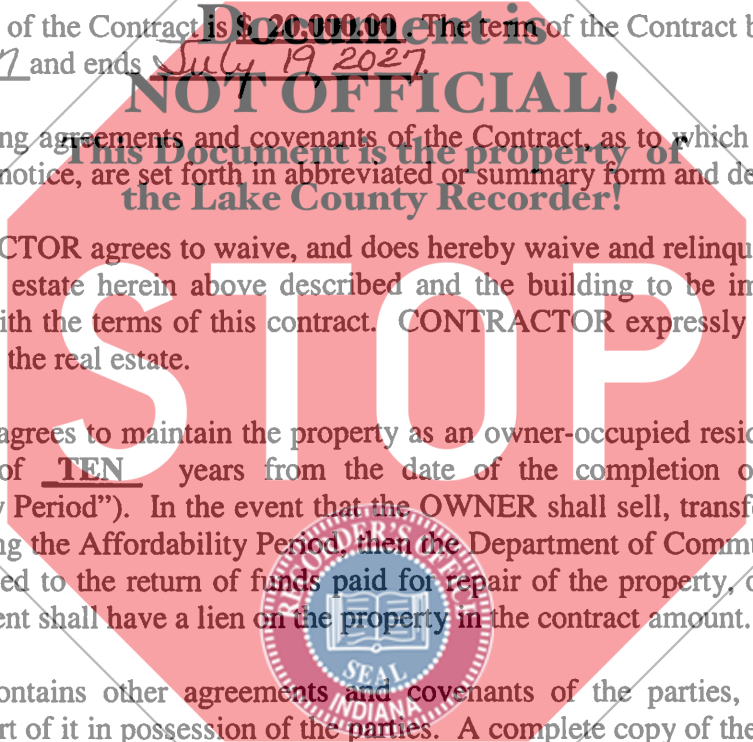 of the Contract is $ 20,000.00. The term of the Contract b
Document is
7 and ends July 19, 2027.
NOT OFFICIAL!
ng agreements and covenants of the Contract, as to which
This Document is the property of
notice, are set forth in abbreviated or summary form and de
the Lake County Recorder!
CTOR agrees to waive, and does hereby waive and relinqu
estate herein above described and the building to be im
ith the terms of this contract. CONTRACTOR expressly
the real estate.
STOP
agrees to maintain the property as an owner-occupied resid
of TEN years from the date of the completion o
Period”). In the event that the OWNER shall sell, transf
ng the Affordability Period, then the Department of Comm
ed to the return of funds paid for repair of the property,
ent shall have a lien on the property in the contract amount.
RECORDER'S OFFICE
SEAL
INDIANA
ontains other agreements and covenants of the parties,
rt of it in possession of the parties. A complete copy of the